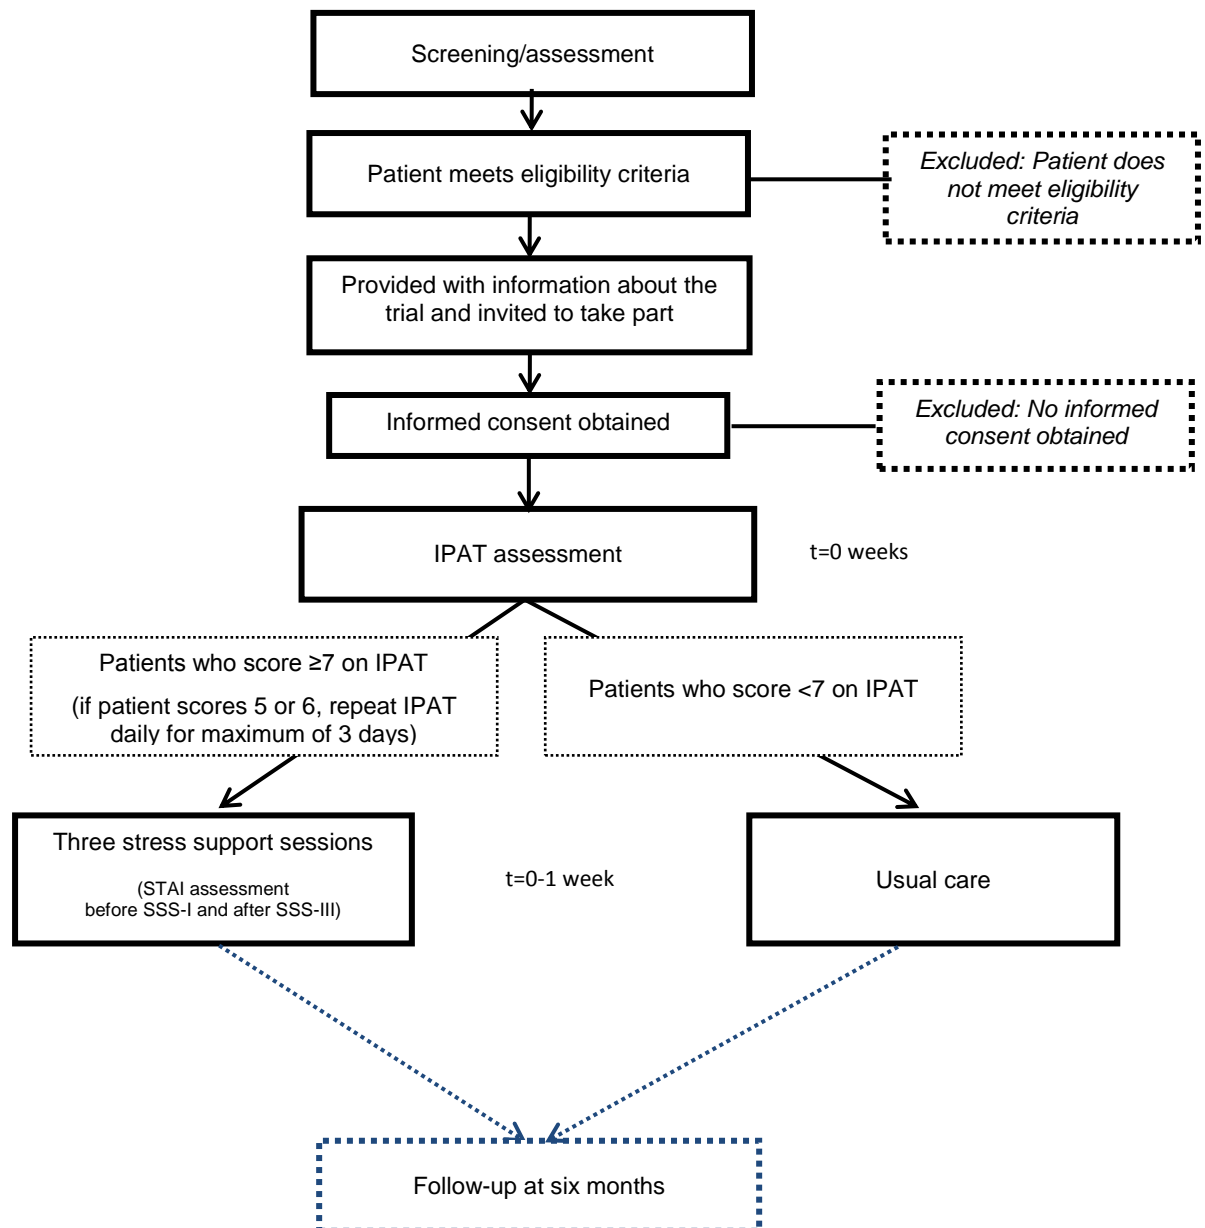 Screening/assessment
Patient meets eligibility criteria
Excluded: Patient does
not meet eligibility
criteria
Provided with information about the
trial and invited to take part
Informed consent obtained
Excluded: No informed
consent obtained
IPAT assessment
t=0 weeks
Patients who score ≥7 on IPAT
(if patient scores 5 or 6, repeat IPAT
daily for maximum of 3 days)
Patients who score <7 on IPAT
Three stress support sessions
(STAI assessment
before SSS-I and after SSS-III)
t=0-1 week
Usual care
Follow-up at six months